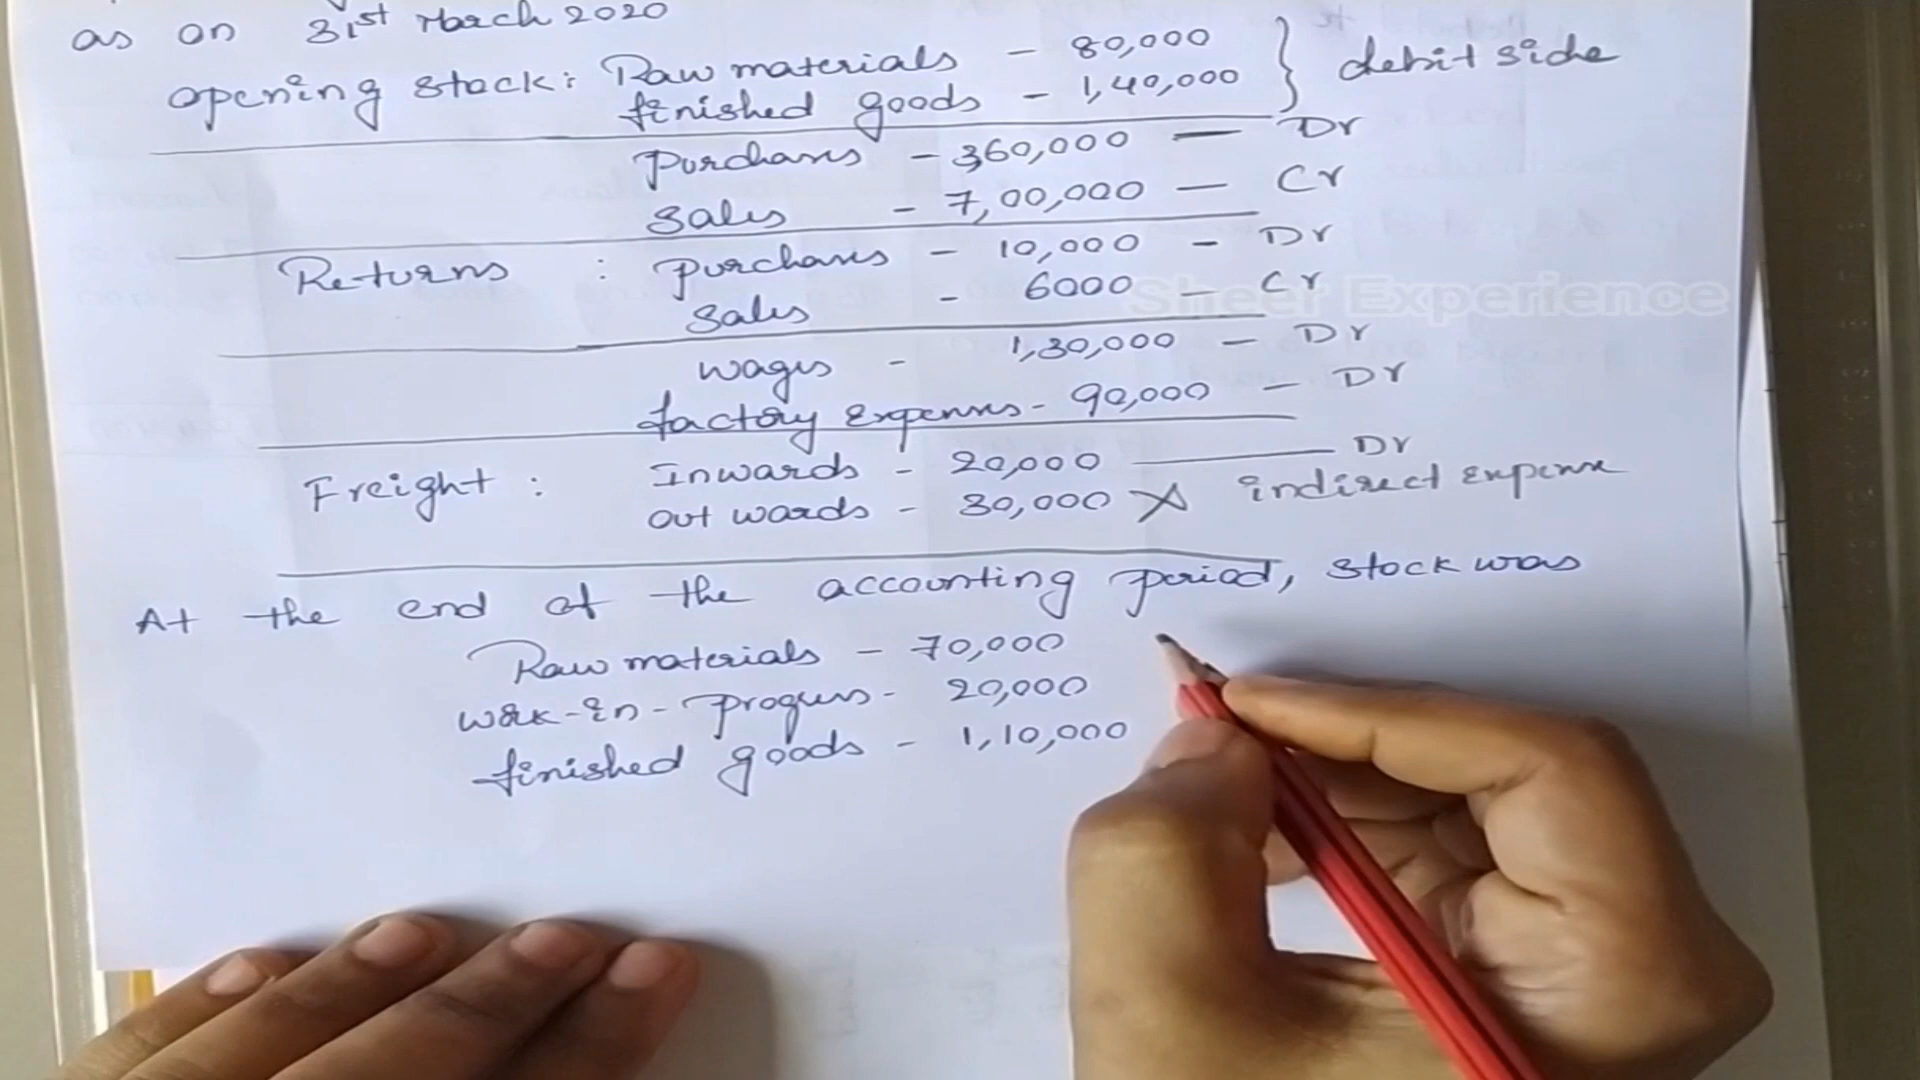 as on 31st March 2020
opening stock: Raw materials - 80,000
finished goods - 1,40,000 } debit side
Purchases - 360,000 - Dr
Sales - 7,00,000 - Cr
Returns : Purchases - 10,000 - Dr
Sales - 6000 - Cr
Sheer Experience
wages - 1,30,000 - Dr
factory Expenses - 90,000 - Dr
Freight : Inwards - 20,000 - Dr
out wards - 30,000 X indirect expense
At the end of the accounting period, stock was
Raw materials - 70,000
work-in-progress - 20,000
finished goods - 1,10,000